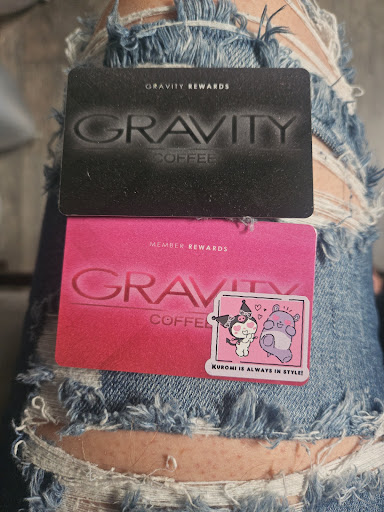 GRAVITY REWARDS
GRAVITY
COFFEE
MEMBER REWARDS
GRAVITY
COFFEE
KUROMI IS ALWAYS IN STYLE!